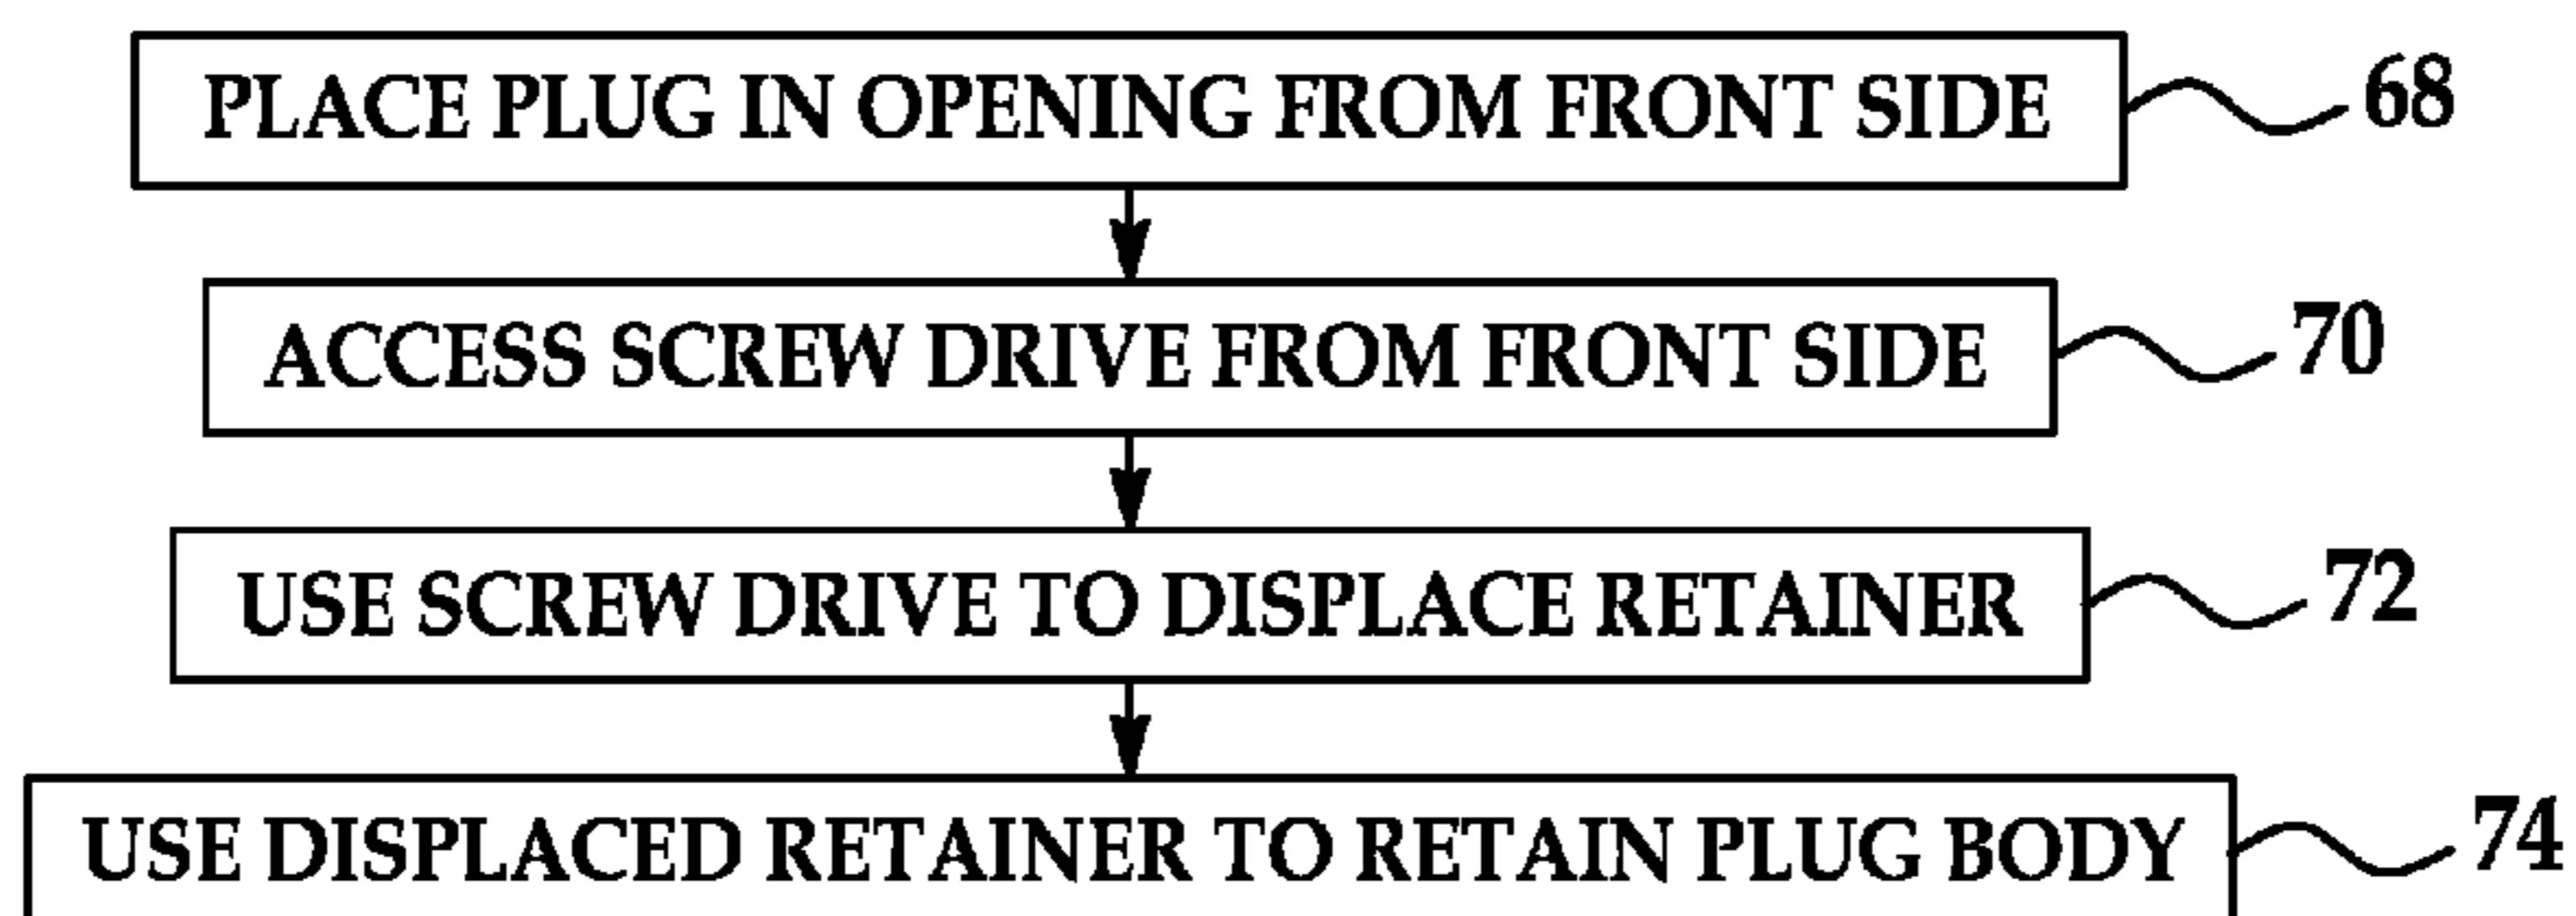 PLACE PLUG IN OPENING FROM FRONT SIDE 68
ACCESS SCREW DRIVE FROM FRONT SIDE 70
USE SCREW DRIVE TO DISPLACE RETAINER 72
USE DISPLACED RETAINER TO RETAIN PLUG BODY 74